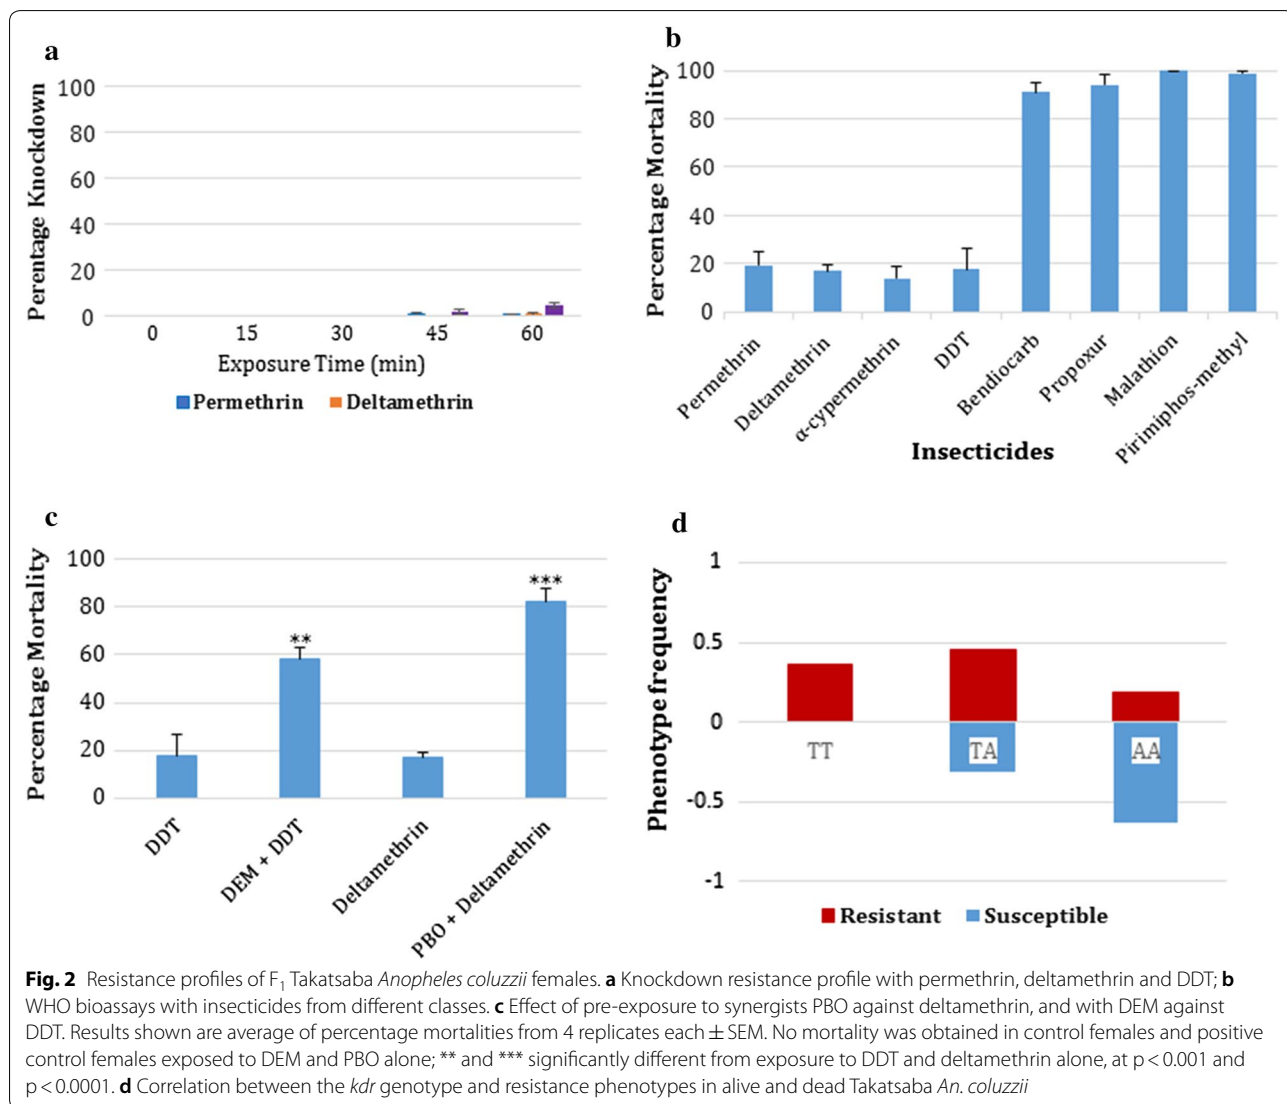 a
100
80
60
40
20
0
Perentage Knockdown
0 15 30 45 60
Exposure Time (min)
Permethrin Deltamethrin
b
100
80
60
40
20
0
Percentage Mortality
Permethrin
Deltamethrin
α-cypermethrin
DDT
Bendiocarb
Propoxur
Malathion
Pirimiphos-methyl
Insecticides
c
100
80
60
40
20
0
Percentage Mortality
**
***
DDT
DEM + DDT
Deltamethrin
PBO + Deltamethrin
d
1
0.5
0
-0.5
-1
Phenotype frequency
TT TA AA
Resistant Susceptible
Fig. 2 Resistance profiles of F1 Takatsaba Anopheles coluzzii females. a Knockdown resistance profile with permethrin, deltamethrin and DDT; b
WHO bioassays with insecticides from different classes. c Effect of pre-exposure to synergists PBO against deltamethrin, and with DEM against
DDT. Results shown are average of percentage mortalities from 4 replicates each ± SEM. No mortality was obtained in control females and positive
control females exposed to DEM and PBO alone; ** and *** significantly different from exposure to DDT and deltamethrin alone, at p < 0.001 and
p < 0.0001. d Correlation between the kdr genotype and resistance phenotypes in alive and dead Takatsaba An. coluzzii